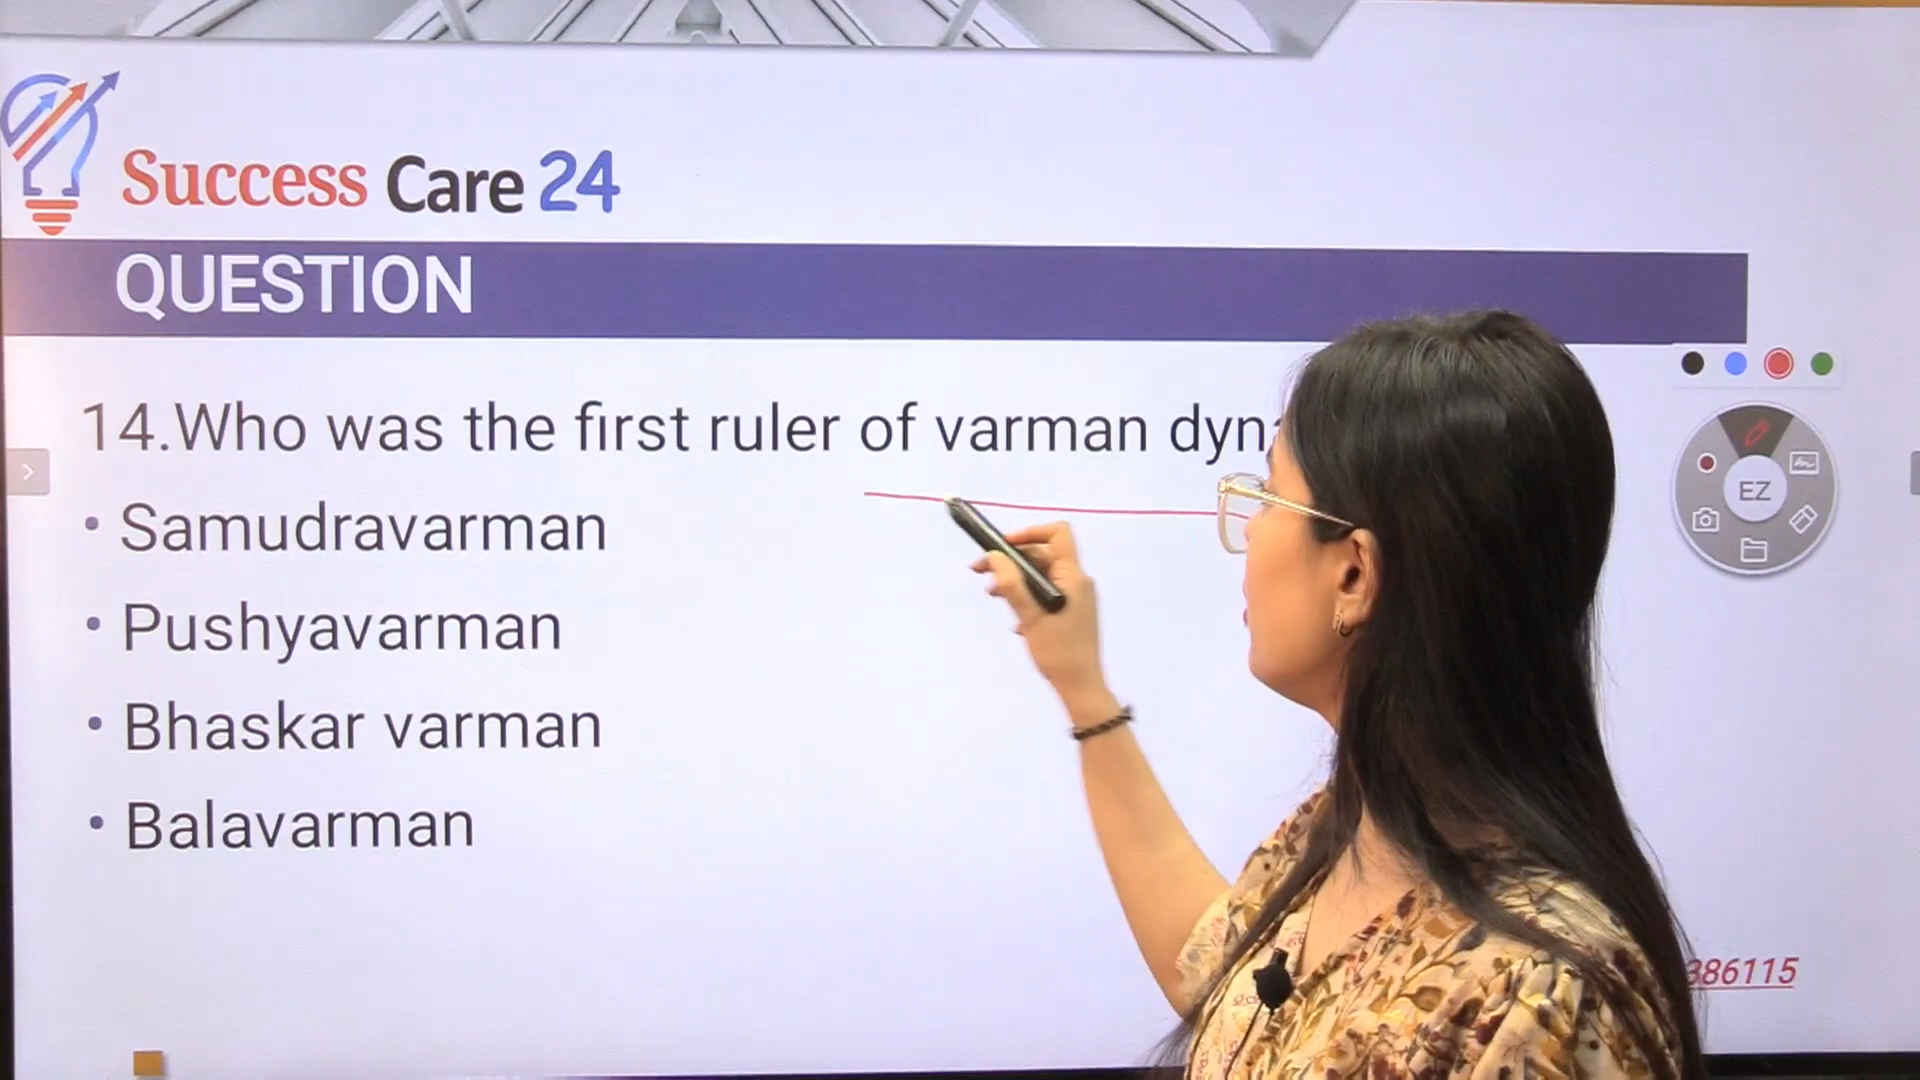 Success Care 24
QUESTION
14.Who was the first ruler of varman
• Samudravarman
• Pushyavarman
• Bhaskar varman
• Balavarman
EZ
386115